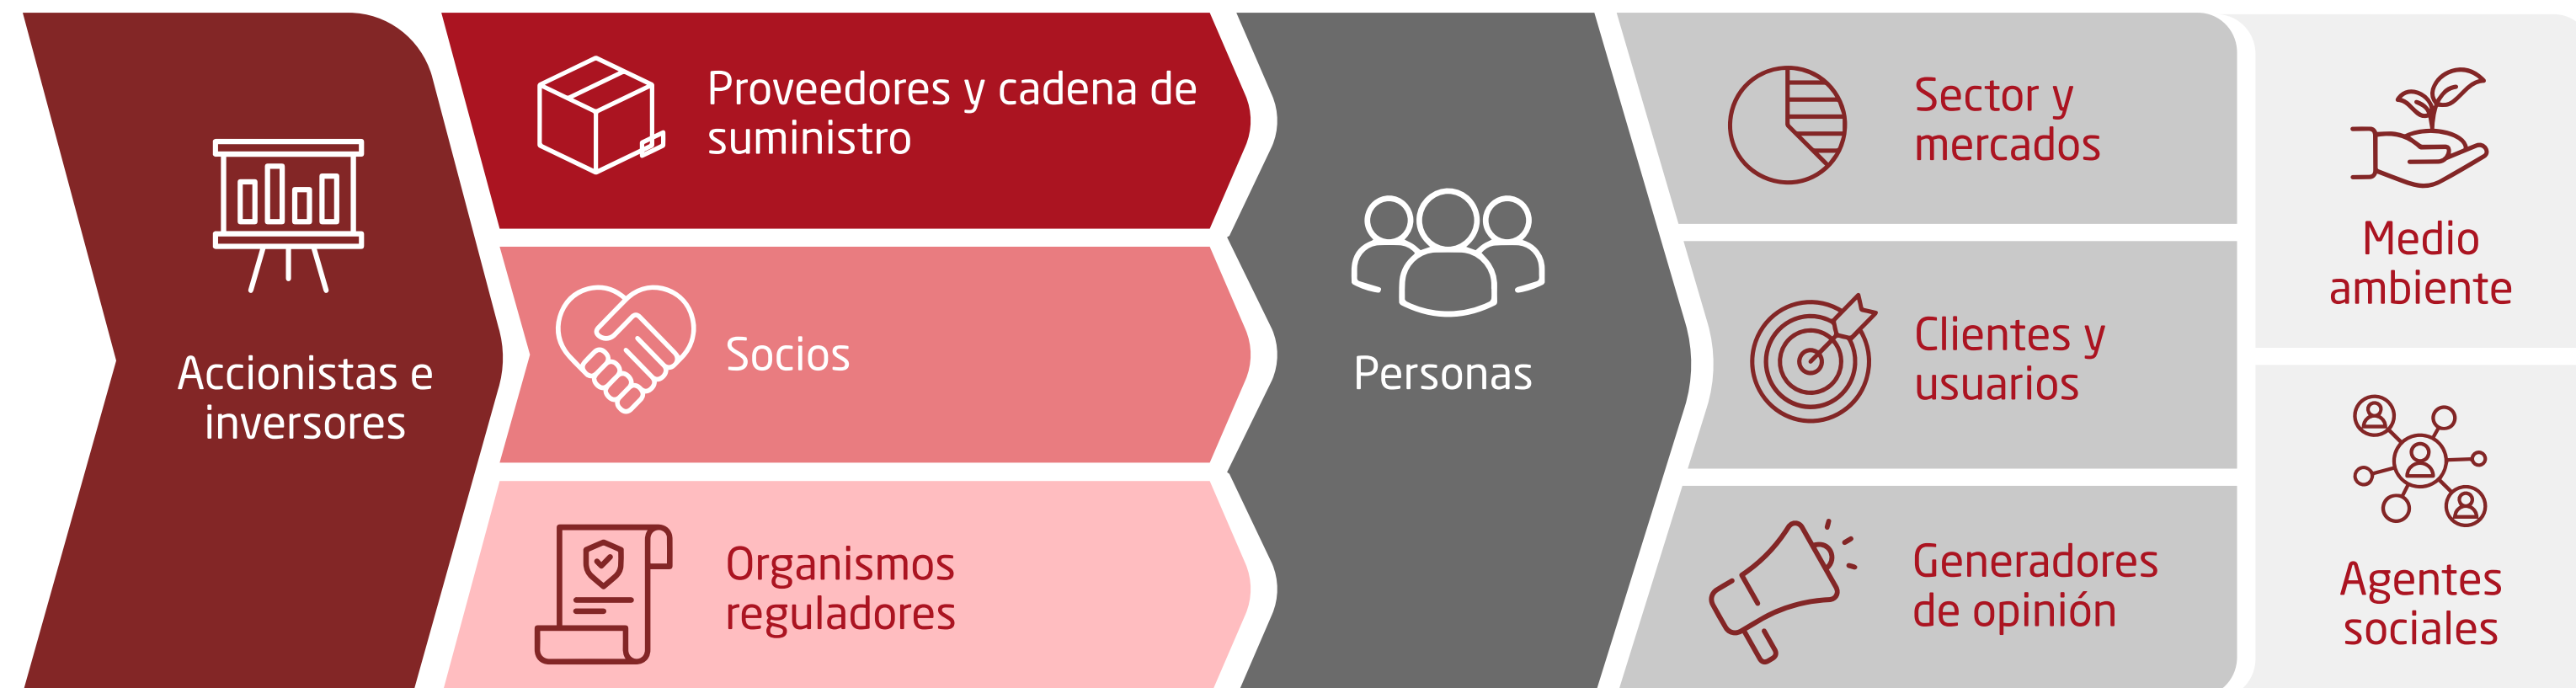 Accionistas e
inversores
Proveedores y cadena de
suministro
Socios
Organismos
reguladores
Personas
Sector y
mercados
Clientes y
usuarios
Generadores
de opinión
Medio
ambiente
Agentes
sociales